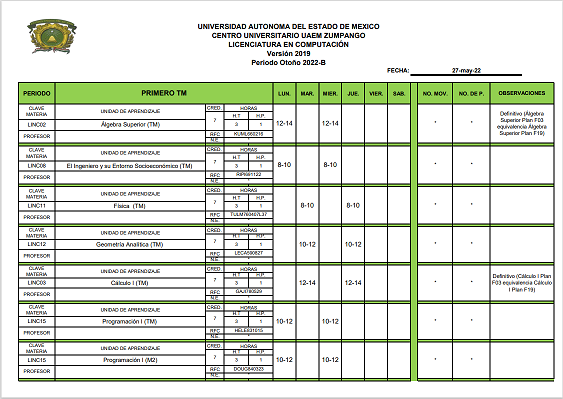 UNIVERSIDAD AUTONOMA DEL ESTADO DE MEXICO
CENTRO UNIVERSITARIO UAEM ZUMPANGO
LICENCIATURA EN COMPUTACIÓN
Versión 2019
Periodo Otoño 2022-B
FECHA: 27-may-22
PERIODO PRIMERO TM LUN. MAR. MIER. JUE. VIER. SAB. NO. MOV. NO. DE P. OBSERVACIONES
CLAVE MATERIA UNIDAD DE APRENDIZAJE CRED. HORAS
H.T H.P.
LINC02 Álgebra Superior (TM) 7 3 1 12-14 12-14 * * Definitivo (Álgebra Superior Plan F03 equivalencia Álgebra Superior Plan F19)
PROFESOR RFC KUML660216
N.E. *
CLAVE MATERIA UNIDAD DE APRENDIZAJE CRED. HORAS
H.T H.P.
LINC08 El Ingeniero y su Entorno Socioeconómico (TM) 7 3 1 8-10 8-10 * *
PROFESOR RFC RIPI691122
N.E. *
CLAVE MATERIA UNIDAD DE APRENDIZAJE CRED. HORAS
H.T H.P.
LINC11 Física (TM) 7 3 1 8-10 8-10 * *
PROFESOR RFC TULM760407L37
N.E. *
CLAVE MATERIA UNIDAD DE APRENDIZAJE CRED. HORAS
H.T H.P.
LINC12 Geometría Analítica (TM) 7 3 1 10-12 10-12 * *
PROFESOR RFC LECA500827
N.E. *
CLAVE MATERIA UNIDAD DE APRENDIZAJE CRED. HORAS
H.T H.P.
LINC03 Cálculo I (TM) 7 3 1 12-14 12-14 * * Definitivo (Cálculo I Plan F03 equivalencia Cálculo I Plan F19)
PROFESOR RFC GAJI780529
N.E. *
CLAVE MATERIA UNIDAD DE APRENDIZAJE CRED. HORAS
H.T H.P.
LINC15 Programación I (TM) 7 3 1 10-12 10-12 * *
PROFESOR RFC HELE831015
N.E. *
CLAVE MATERIA UNIDAD DE APRENDIZAJE CRED. HORAS
H.T H.P.
LINC15 Programación I (M2) 7 3 1 10-12 10-12 * *
PROFESOR RFC DOUG840323
N.E.